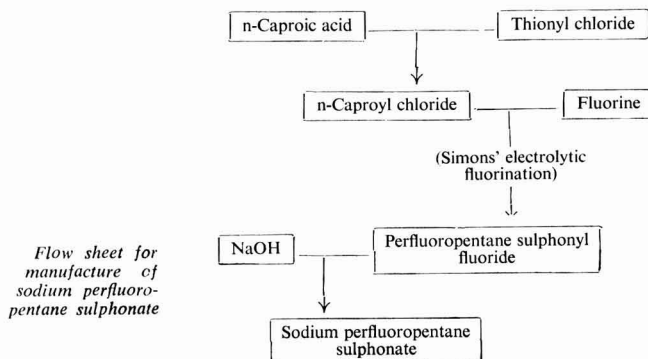 n-Caproic acid
Thionyl chloride
n-Caproyl chloride
Fluorine
(Simons' electrolytic
fluorination)
Flow sheet for
manufacture of
sodium perfluoro-
pentane sulphonate
NaOH
Perfluoropentane sulphonyl
fluoride
Sodium perfluoropentane
sulphonate